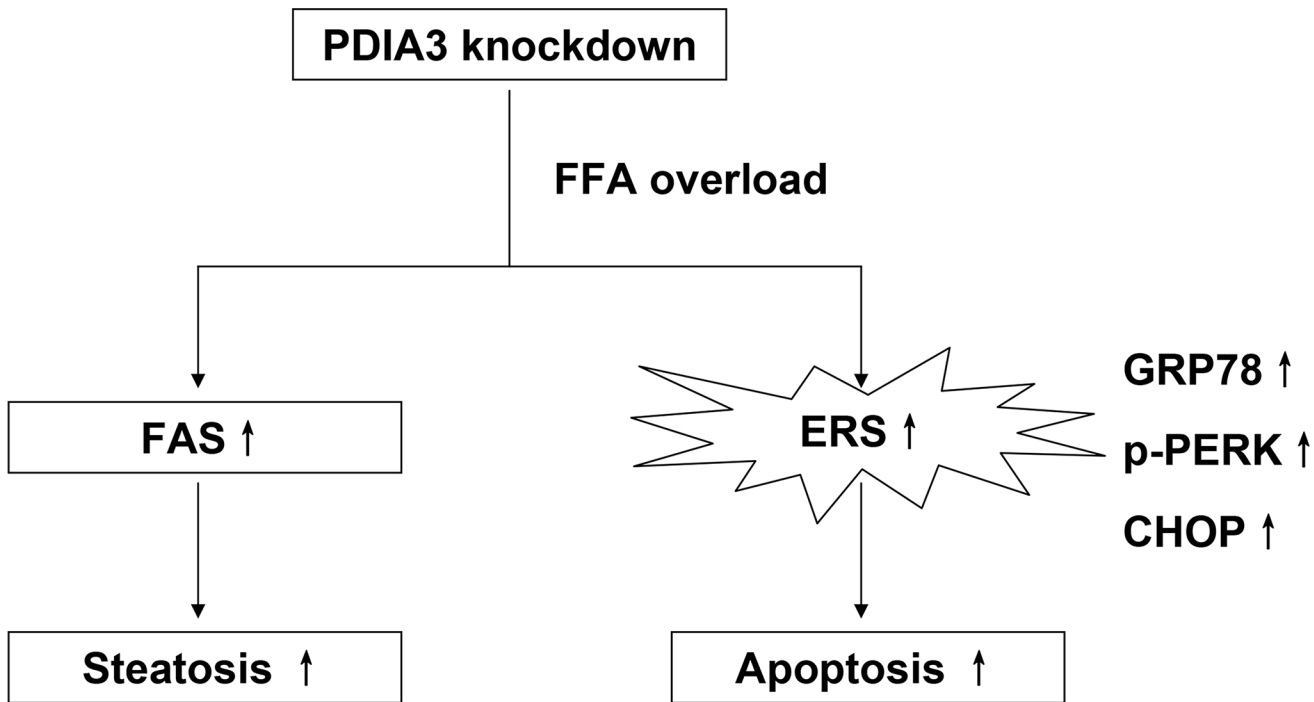 PDIA3 knockdown
FFA overload
FAS ↑
ERS ↑
GRP78 ↑
p-PERK ↑
CHOP ↑
Steatosis ↑
Apoptosis ↑